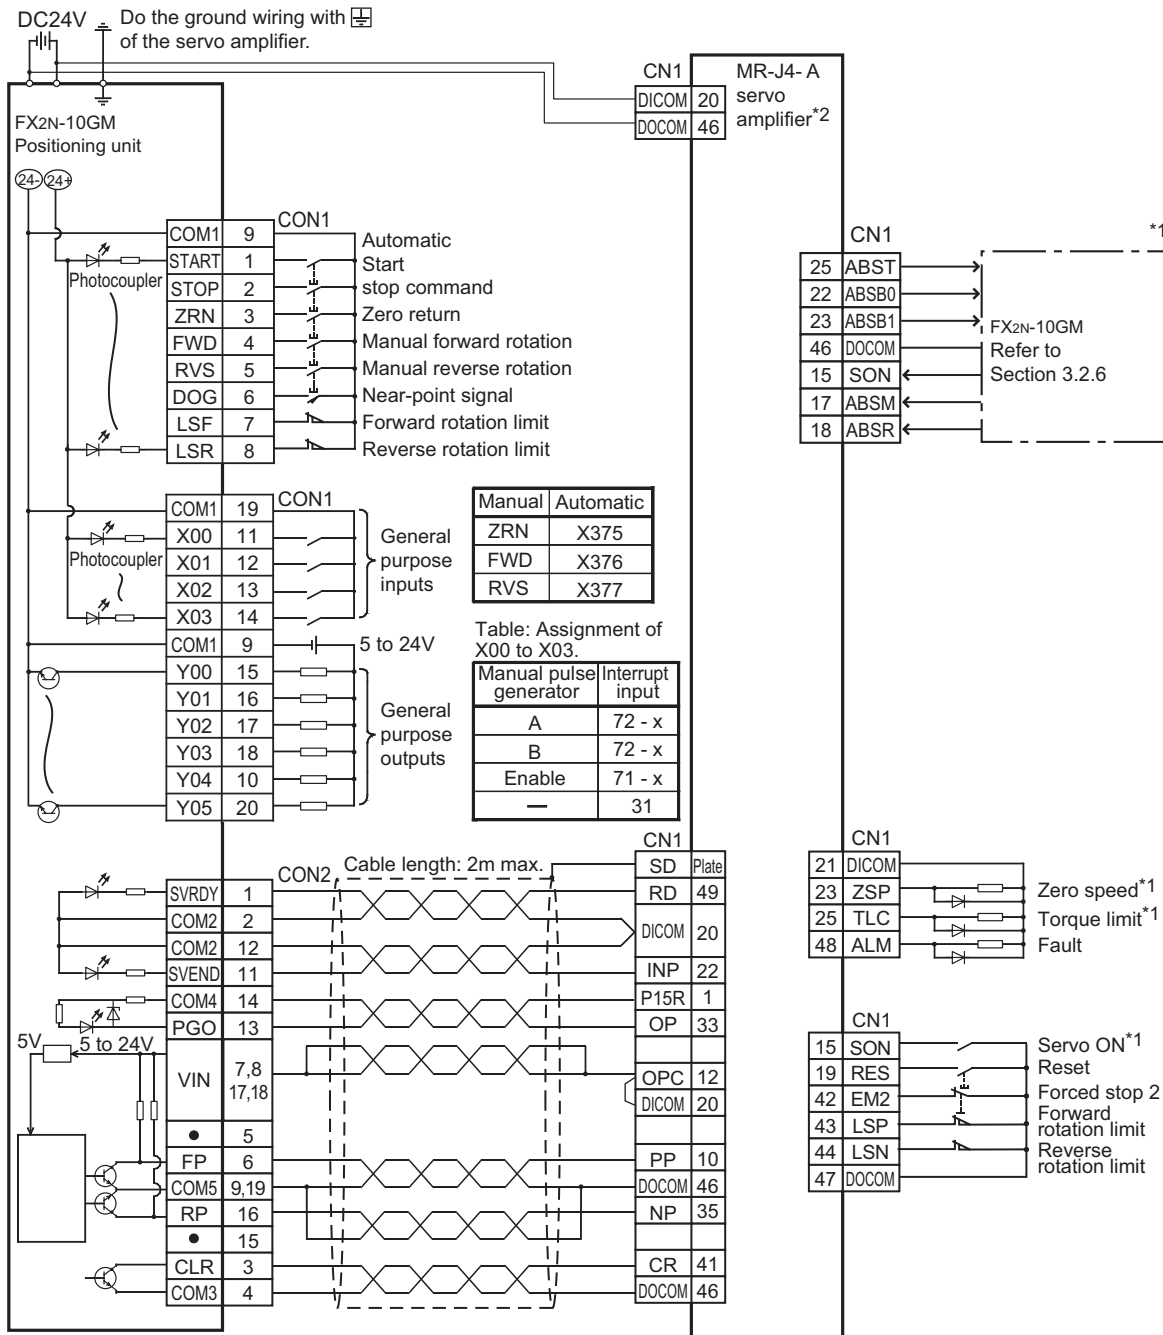 DC24V
Do the ground wiring with
of the servo amplifier.
FX2N-10GM
Positioning unit
24- 24+
CN1
DICOM 20
DOCOM 46
MR-J4- A
servo
amplifier*2
CON1
COM1 9 Automatic
START 1 Start
STOP 2 stop command
ZRN 3 Zero return
FWD 4 Manual forward rotation
RVS 5 Manual reverse rotation
DOG 6 Near-point signal
LSF 7 Forward rotation limit
LSR 8 Reverse rotation limit
Photocoupler
CN1
25 ABST
22 ABSB0
23 ABSB1
46 DOCOM
15 SON
17 ABSM
18 ABSR
*1
FX2N-10GM
Refer to
Section 3.2.6
CON1
COM1 19
X00 11
X01 12
X02 13
X03 14
Photocoupler
General
purpose
inputs
COM1 9 5 to 24V
Y00 15
Y01 16
Y02 17
Y03 18
Y04 10
Y05 20
General
purpose
outputs
Manual Automatic
ZRN X375
FWD X376
RVS X377
Table: Assignment of
X00 to X03.
Manual pulse generator Interrupt input
A 72 - x
B 72 - x
Enable 71 - x
— 31
CON2
Cable length: 2m max.
SVRDY 1
COM2 2
COM2 12
SVEND 11
COM4 14
PGO 13
5V
5 to 24V
VIN 7,8 17,18
● 5
FP 6
COM5 9,19
RP 16
● 15
CLR 3
COM3 4
CN1
SD Plate
RD 49
DICOM 20
INP 22
P15R 1
OP 33
OPC 12
DICOM 20
PP 10
DOCOM 46
NP 35
CR 41
DOCOM 46
CN1
21 DICOM
23 ZSP Zero speed*1
25 TLC Torque limit*1
48 ALM Fault
CN1
15 SON Servo ON*1
19 RES Reset
42 EM2 Forced stop 2
43 LSP Forward rotation limit
44 LSN Reverse rotation limit
47 DOCOM